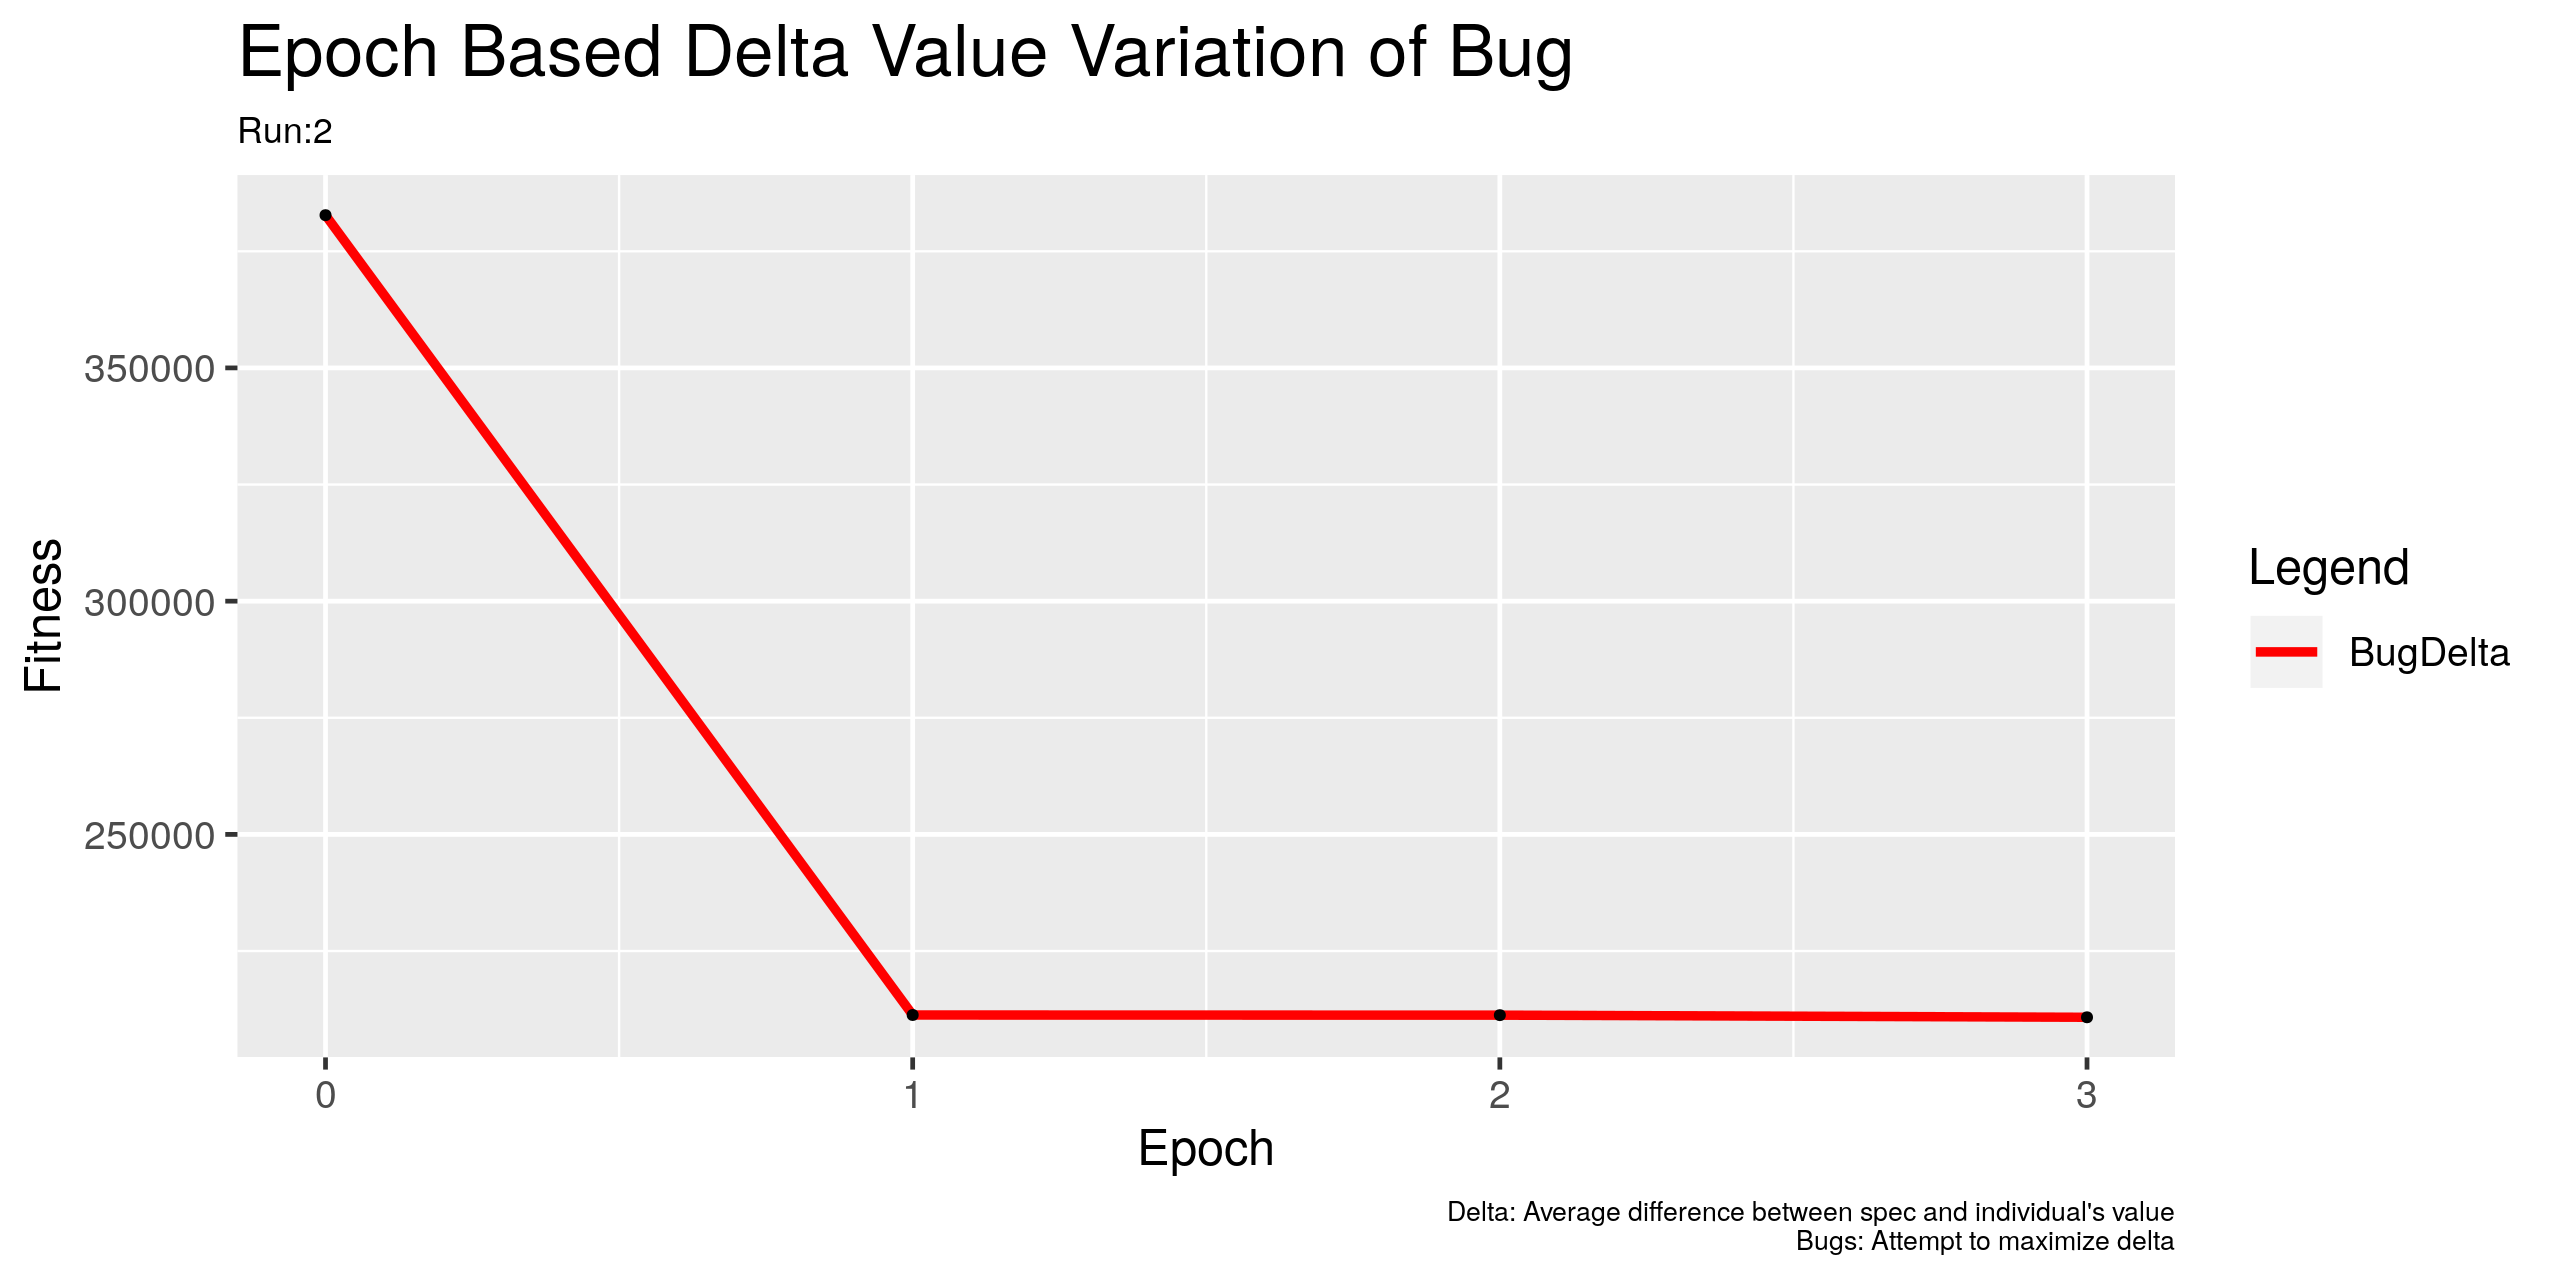 Epoch Based Delta Value Variation of Bug
Run:2
350000
300000
250000
Fitness
0 1 2 3
Epoch
Legend
BugDelta
Delta: Average difference between spec and individual's value
Bugs: Attempt to maximize delta